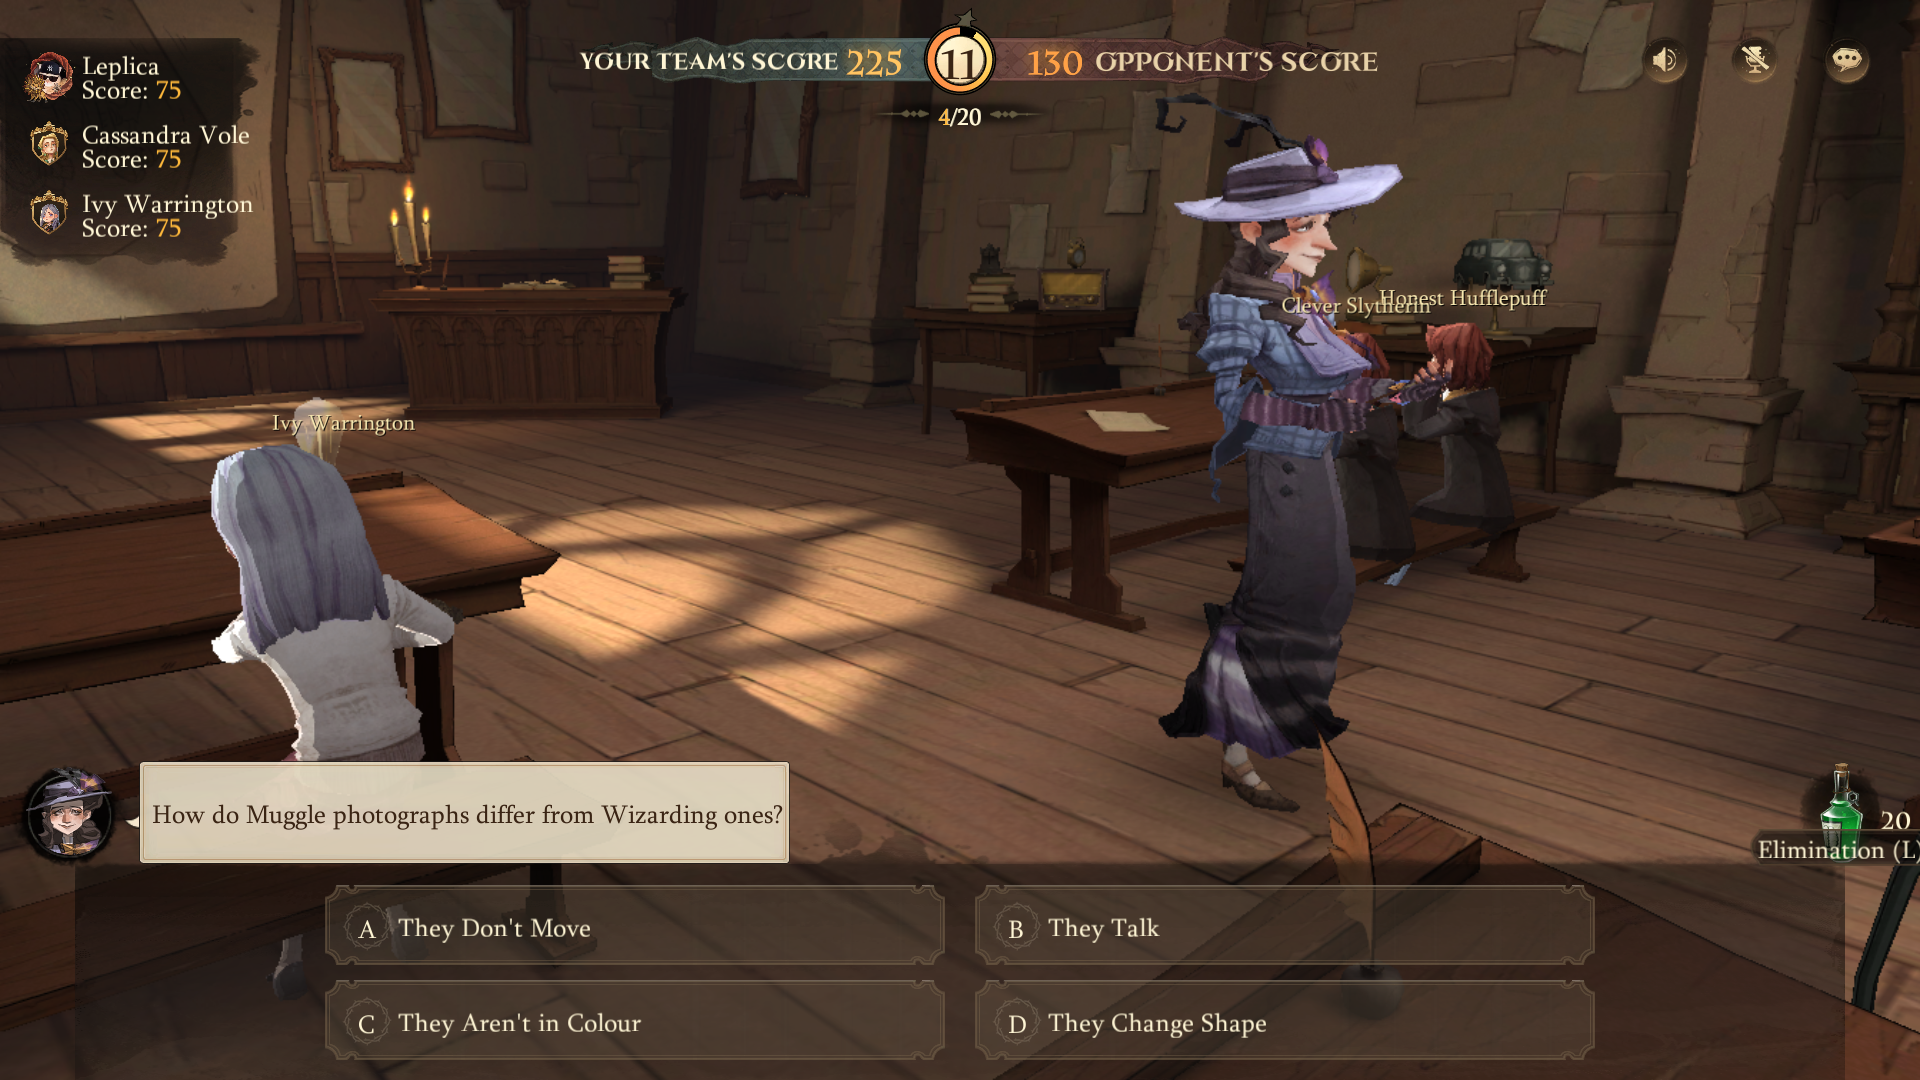 Leplica
Score: 75
Cassandra Vole
Score: 75
Ivy Warrington
Score: 75
YOUR TEAM'S SCORE 225
11
130 OPPONENT'S SCORE
4/20
Clever Slytherin
Honest Hufflepuff
Ivy Warrington
How do Muggle photographs differ from Wizarding ones?
20
Elimination (L)
A They Don't Move
B They Talk
C They Aren't in Colour
D They Change Shape